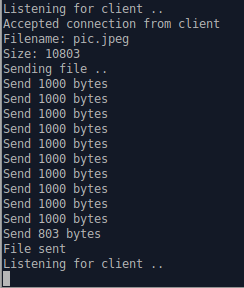 Listening for client ..
Accepted connection from client
Filename: pic.jpeg
Size: 10803
Sending file ..
Send 1000 bytes
Send 1000 bytes
Send 1000 bytes
Send 1000 bytes
Send 1000 bytes
Send 1000 bytes
Send 1000 bytes
Send 1000 bytes
Send 1000 bytes
Send 1000 bytes
Send 803 bytes
File sent
Listening for client ..